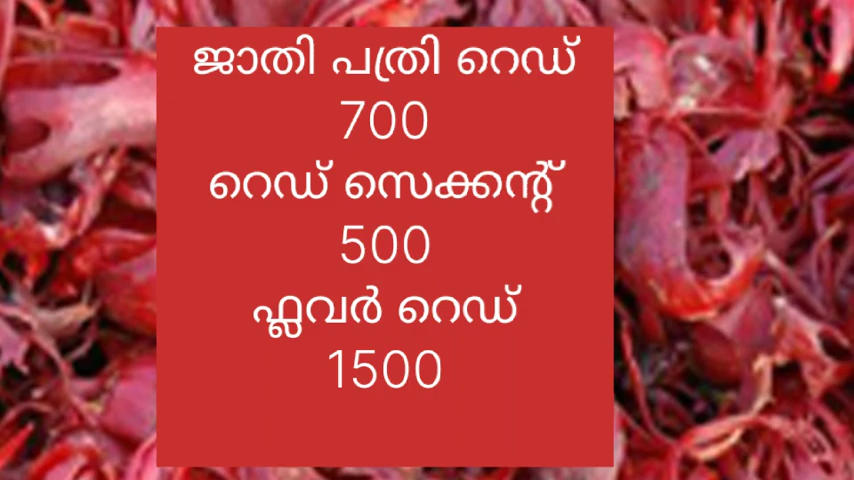 ജാതി പത്രി റെഡ്
700
റെഡ് സെക്കന്റ്
500
ഫ്ലവർ റെഡ്
1500